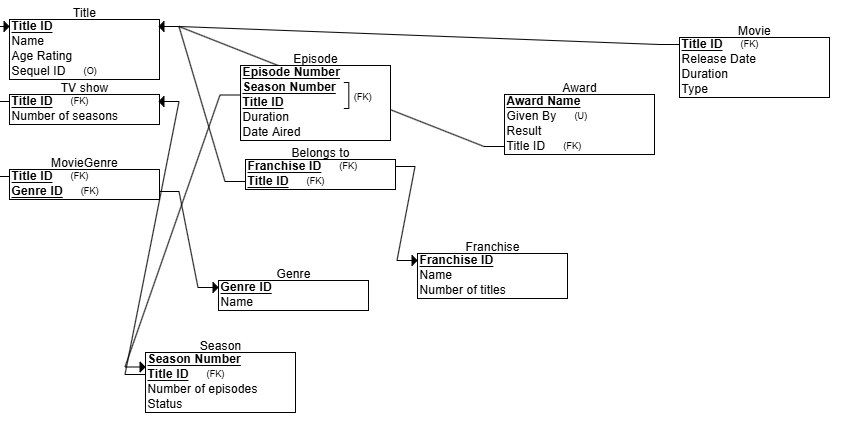 Title
Title ID
Name
Age Rating
Sequel ID (O)
TV show
Title ID (FK)
Number of seasons
MovieGenre
Title ID (FK)
Genre ID (FK)
Episode
Episode Number
Season Number
Title ID
(FK)
Duration
Date Aired
Belongs to
Franchise ID (FK)
Title ID (FK)
Award
Award Name
Given By (U)
Result
Title ID (FK)
Movie
Title ID (FK)
Release Date
Duration
Type
Franchise
Franchise ID
Name
Number of titles
Genre
Genre ID
Name
Season
Season Number
Title ID (FK)
Number of episodes
Status